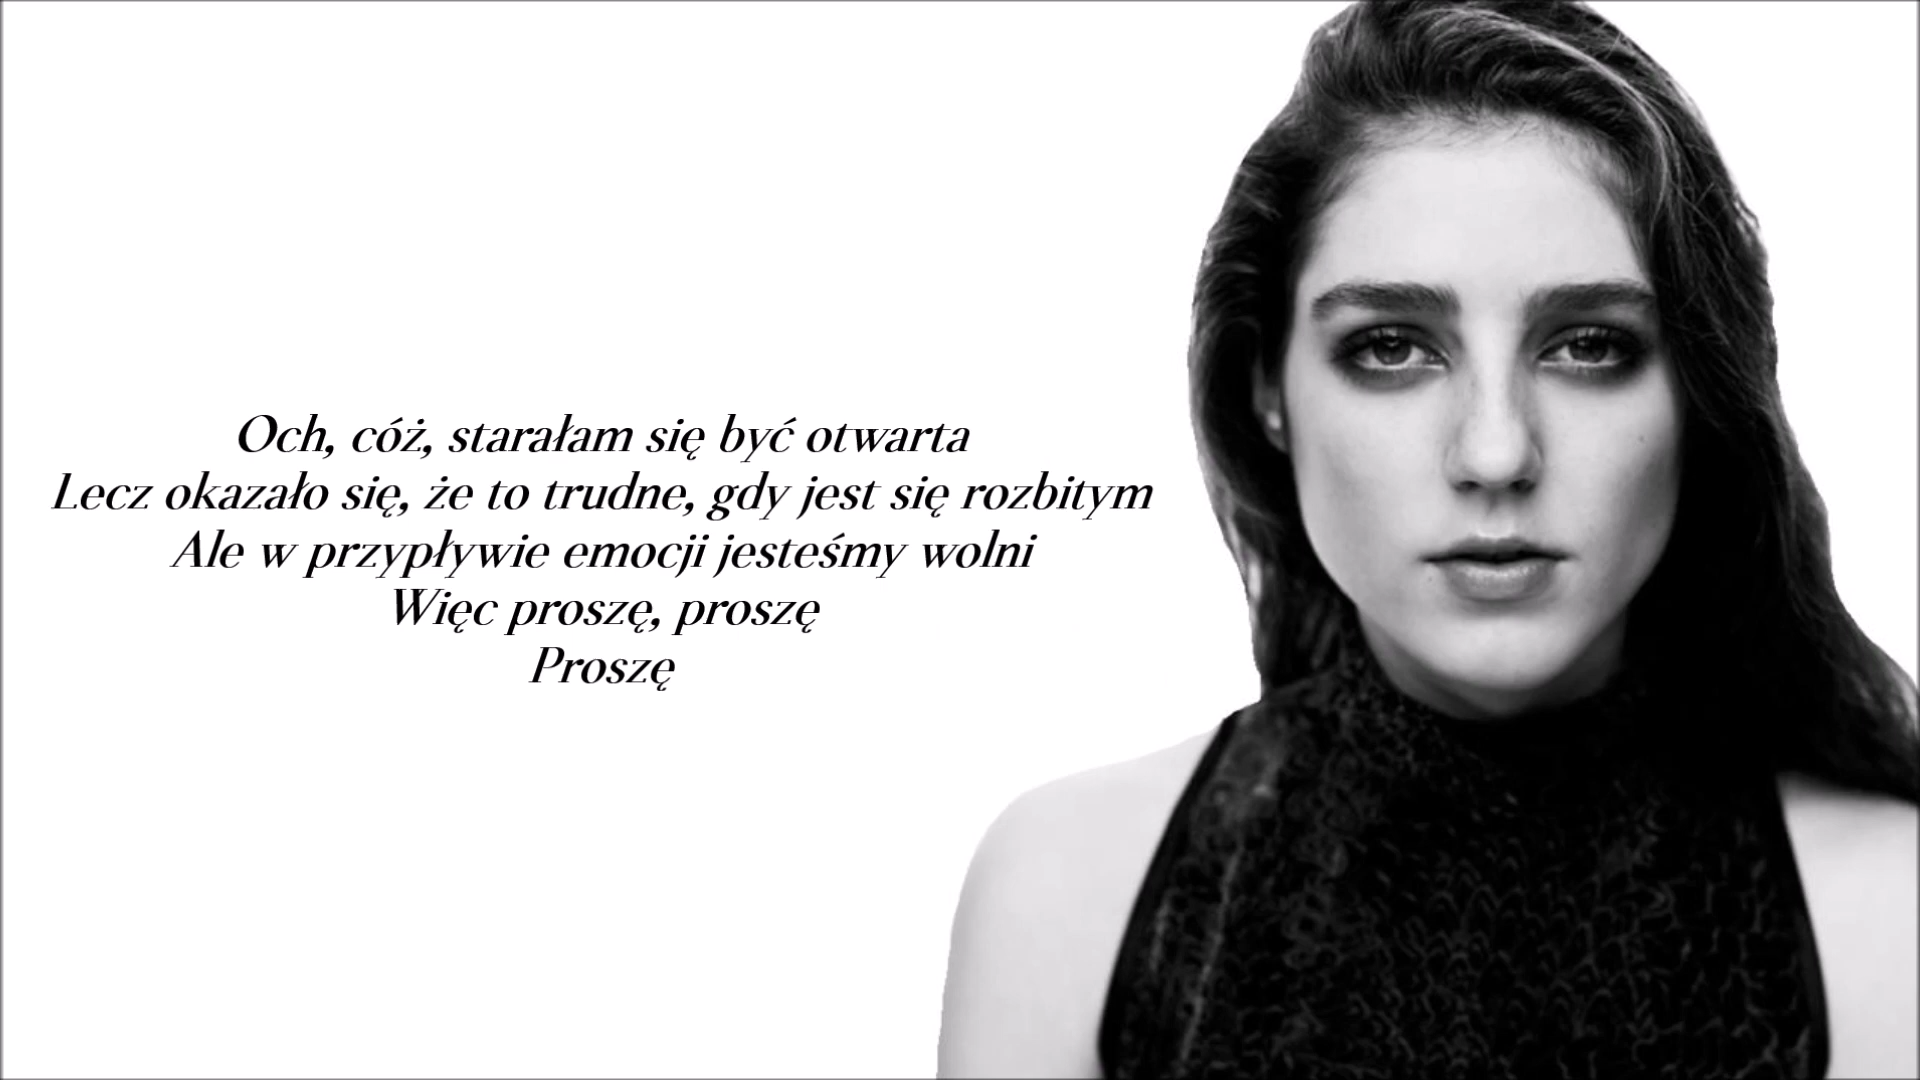 Och, cóż, starałam się być otwarta
Lecz okazało się, że to trudne, gdy jest się rozbitym
Ale w przypływie emocji jesteśmy wolni
Więc proszę, proszę
Proszę